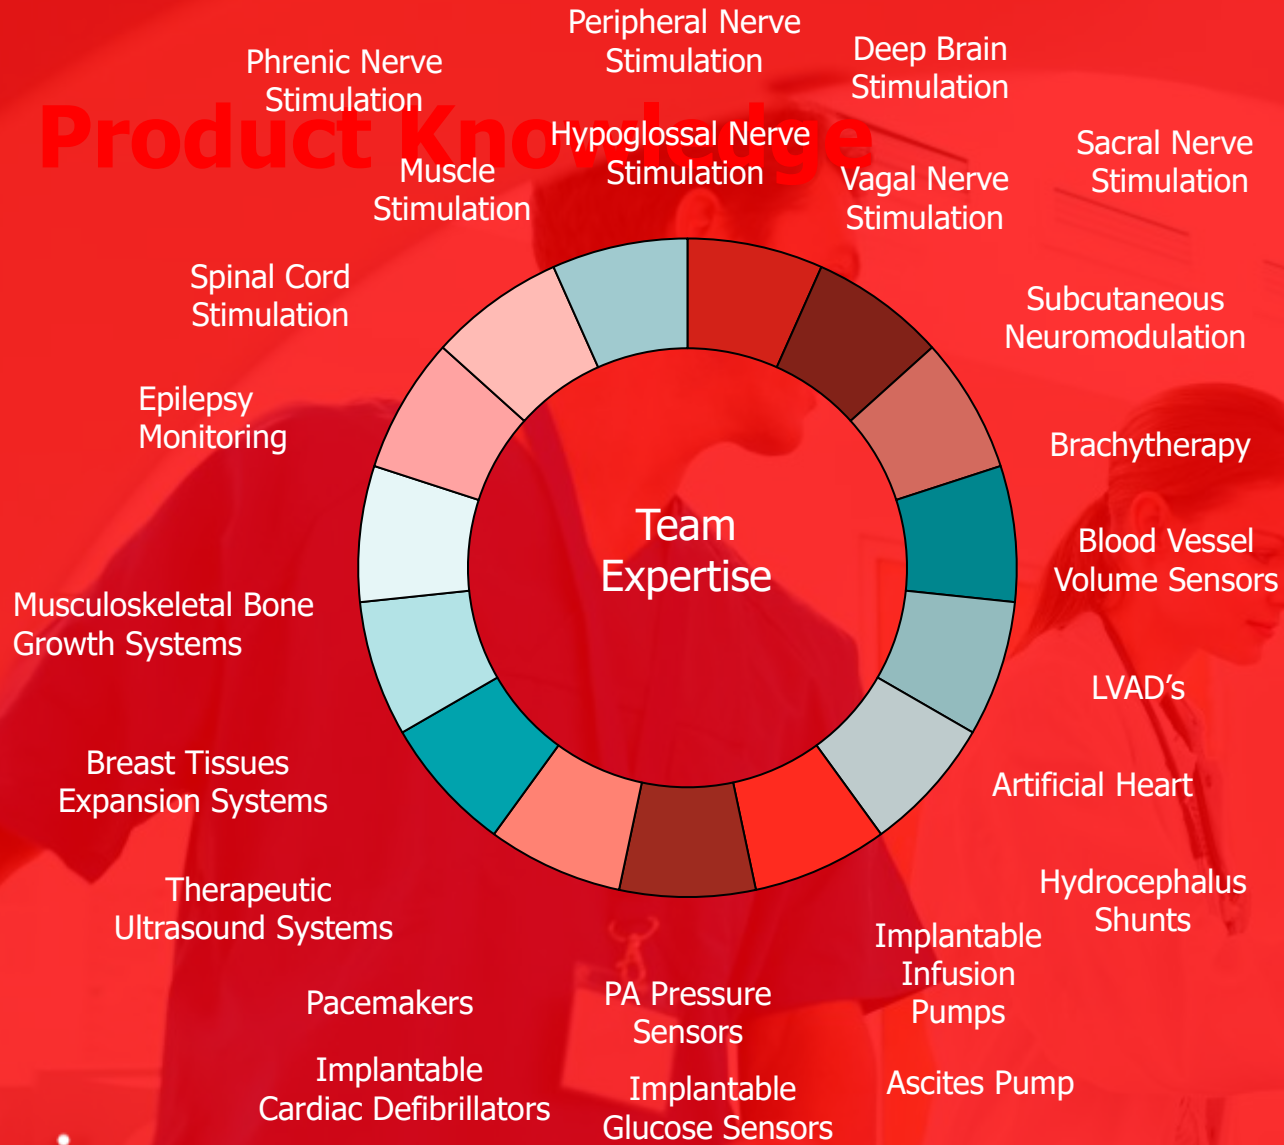 Product Knowledge
Peripheral Nerve
Stimulation
Phrenic Nerve
Stimulation
Deep Brain
Stimulation
Hypoglossal Nerve
Stimulation
Muscle
Stimulation
Vagal Nerve
Stimulation
Sacral Nerve
Stimulation
Spinal Cord
Stimulation
Subcutaneous
Neuromodulation
Epilepsy
Monitoring
Brachytherapy
Team
Expertise
Blood Vessel
Volume Sensors
Musculoskeletal Bone
Growth Systems
LVAD’s
Breast Tissues
Expansion Systems
Artificial Heart
Therapeutic
Ultrasound Systems
Hydrocephalus
Shunts
Implantable
Infusion
Pumps
Pacemakers
PA Pressure
Sensors
Implantable
Cardiac Defibrillators
Implantable
Glucose Sensors
Ascites Pump